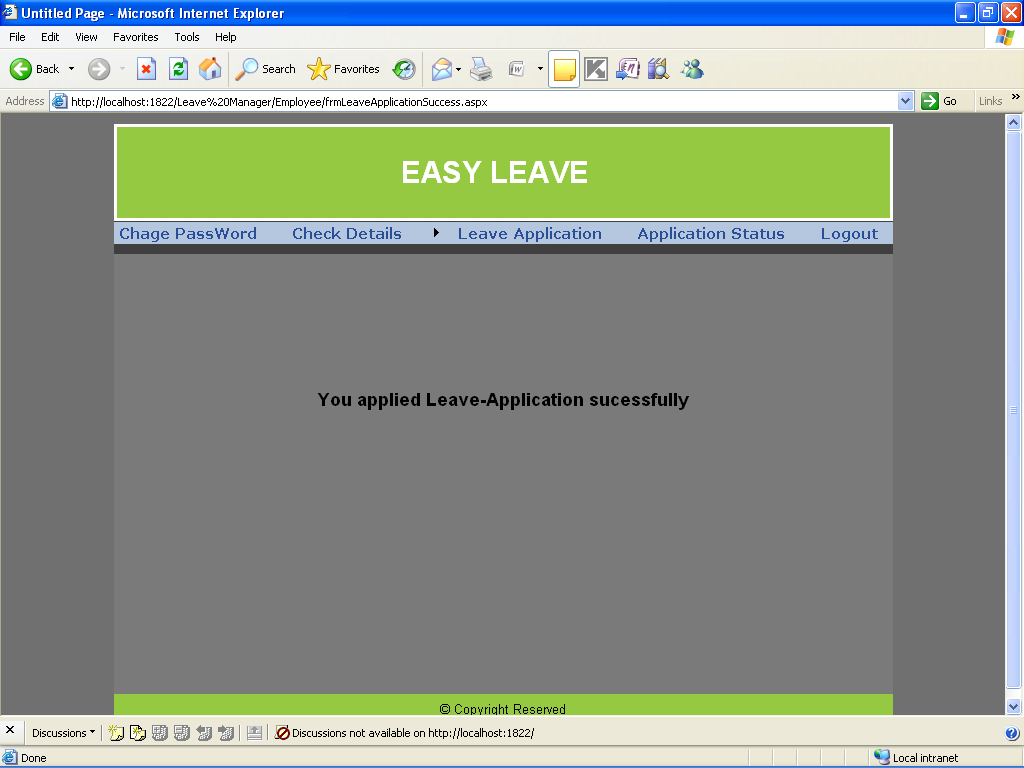 Untitled Page - Microsoft Internet Explorer
File Edit View Favorites Tools Help
Back Search Favorites
Address http://localhost:1822/Leave%20Manager/Employee/frmLeaveApplicationSuccess.aspx Go Links »
EASY LEAVE
Chage PassWord Check Details Leave Application Application Status Logout
You applied Leave-Application sucessfully
© Copyright Reserved
Discussions Discussions not available on http://localhost:1822/
Done Local intranet